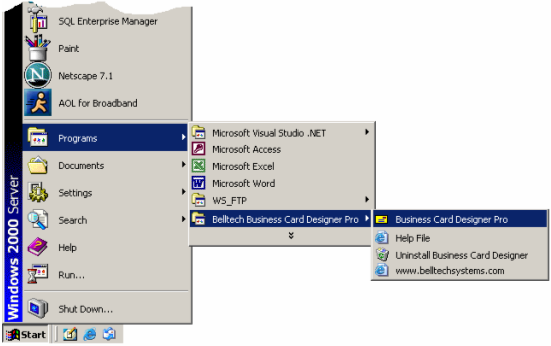 SQL Enterprise Manager
Paint
Netscape 7.1
AOL for Broadband
Programs
Documents
Settings
Search
Help
Run...
Shut Down...
Windows 2000 Server
Start
Microsoft Visual Studio .NET
Microsoft Access
Microsoft Excel
Microsoft Word
WS_FTP
Belltech Business Card Designer Pro
Business Card Designer Pro
Help File
Uninstall Business Card Designer
www.belltechsystems.com